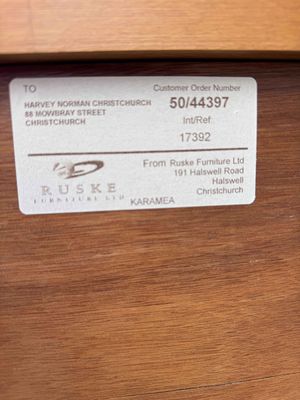 TO
Customer Order Number
HARVEY NORMAN CHRISTCHURCH
50/44397
88 MOWBRAY STREET
Int/Ref
CHRISTCHURCH
17392
From Ruske Furniture Ltd
191 Halswell Road
Halswell
Christchurch
RUSKE
FURNITURE LTD
KARAMEA